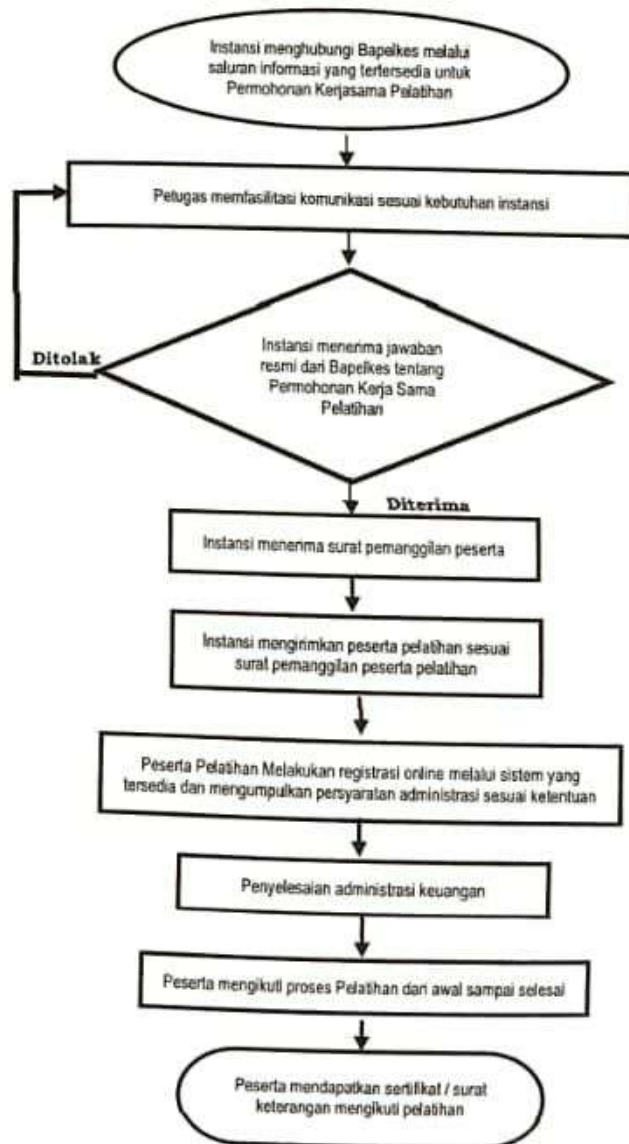 Instansi menghubungi Bapelkes melalui
saluran informasi yang tertersedia untuk
Permohonan Kerjasama Pelatihan
Petugas memfasilitasi komunikasi sesuai kebutuhan instansi
Ditolak
Instansi menerima jawaban
resmi dari Bapelkes tentang
Permohonan Kerja Sama
Pelatihan
Diterima
Instansi menerima surat pemanggilan peserta
Instansi mengirimkan peserta pelatihan sesuai
surat pemanggilan peserta pelatihan
Peserta Pelatihan Melakukan registrasi online melalui sistem yang
tersedia dan mengumpulkan persyaratan administrasi sesuai ketentuan
Penyelesaian administrasi keuangan
Peserta mengikuti proses Pelatihan dari awal sampai selesai
Peserta mendapatkan sertifikat / surat
keterangan mengikuti pelatihan